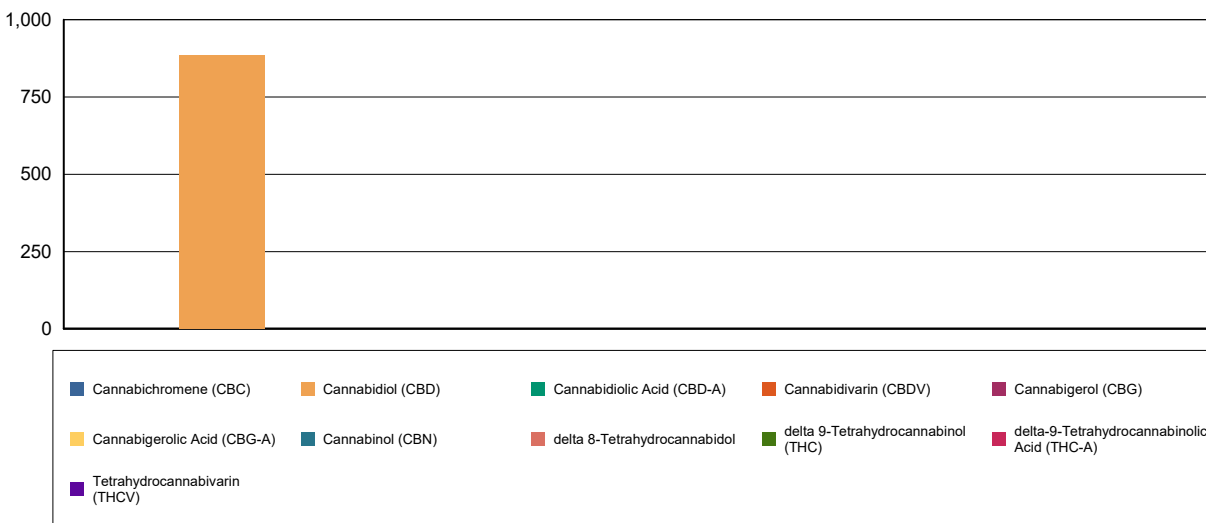 1,000
750
500
250
0
Cannabichromene (CBC)
Cannabidiol (CBD)
Cannabidiolic Acid (CBD-A)
Cannabidivarin (CBDV)
Cannabigerol (CBG)
Cannabigerolic Acid (CBG-A)
Cannabinol (CBN)
delta 8-Tetrahydrocannabidol
delta 9-Tetrahydrocannabinol
(THC)
delta-9-Tetrahydrocannabinolic
Acid (THC-A)
Tetrahydrocannabivarin
(THCV)